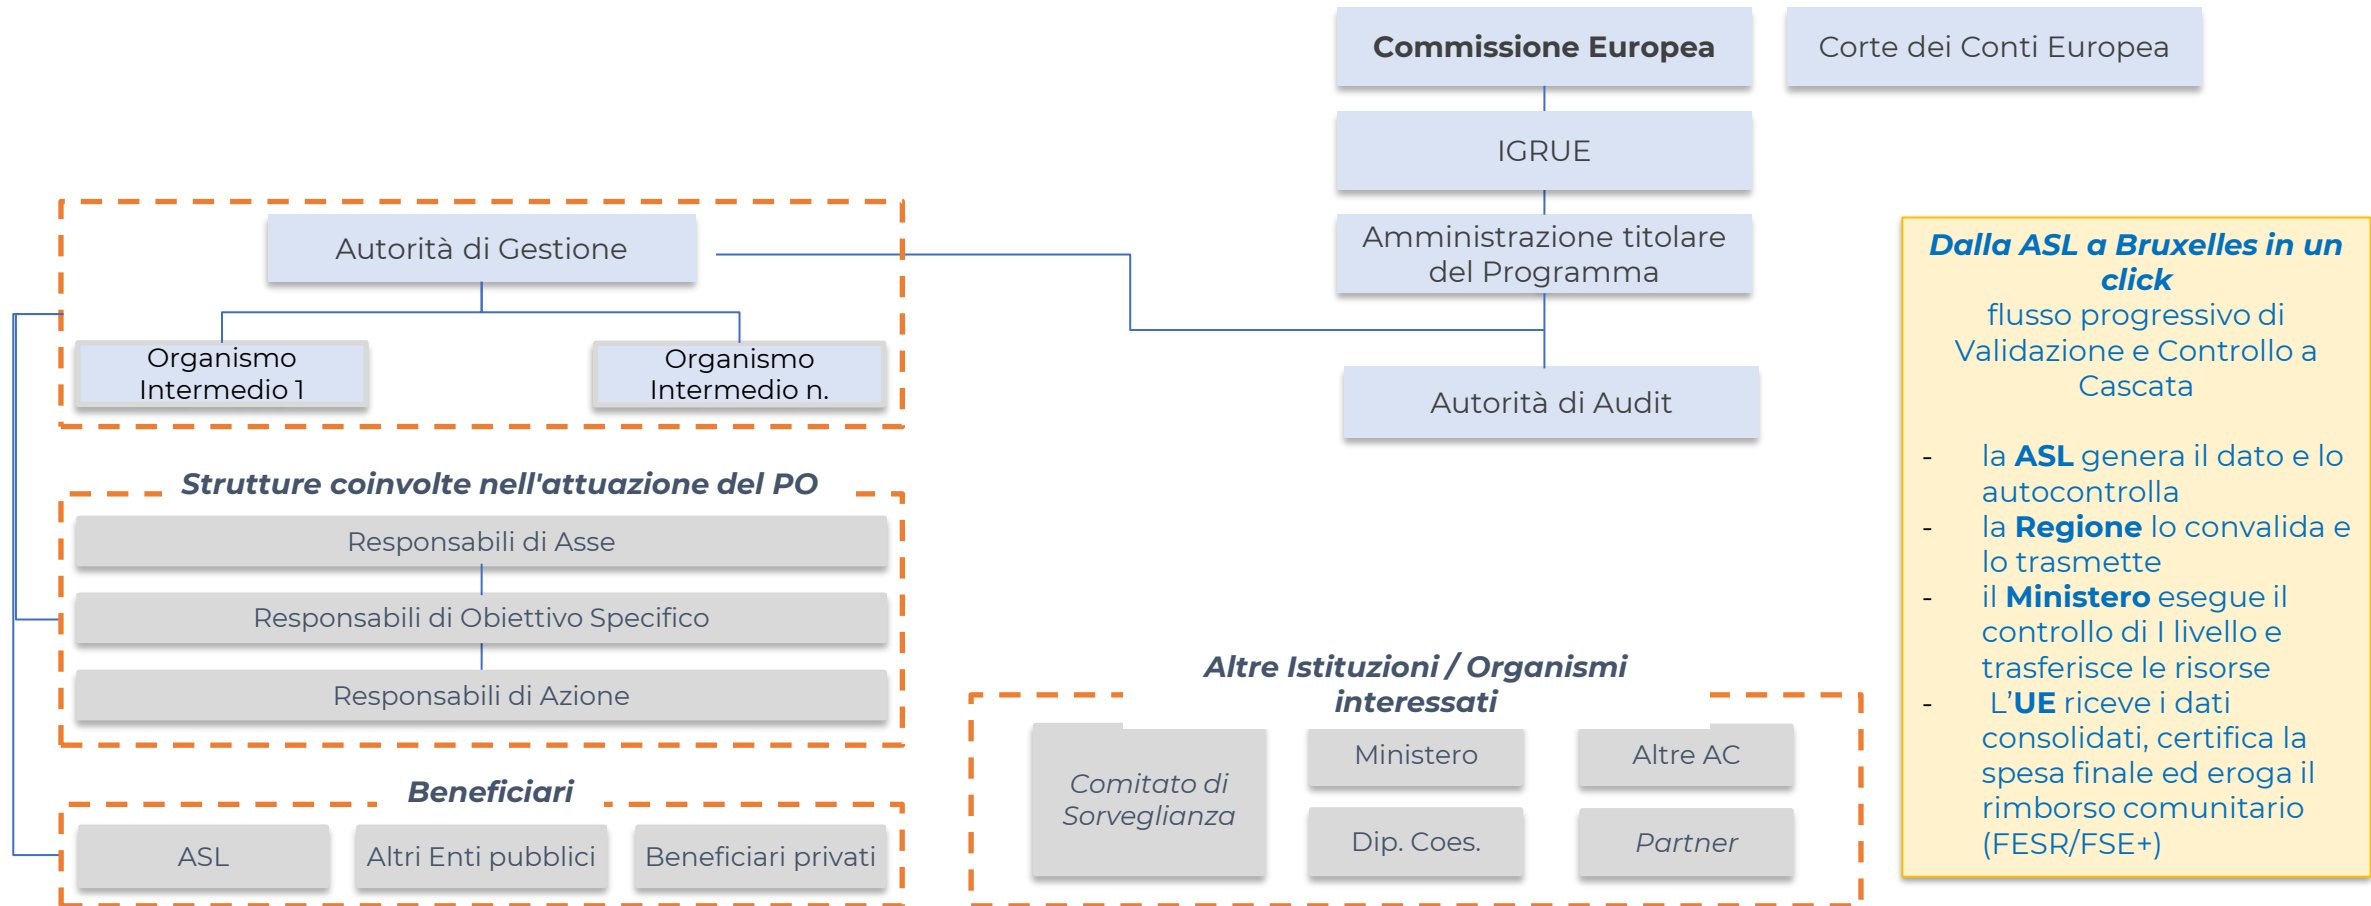 Commissione Europea
Corte dei Conti Europea
IGRUE
Amministrazione titolare
del Programma
Autorità di Audit
Autorità di Gestione
Organismo
Intermedio 1
Organismo
Intermedio n.
Strutture coinvolte nell'attuazione del PO
Responsabili di Asse
Responsabili di Obiettivo Specifico
Responsabili di Azione
Beneficiari
ASL
Altri Enti pubblici
Beneficiari privati
Altre Istituzioni / Organismi
interessati
Comitato di
Sorveglianza
Ministero
Altre AC
Dip. Coes.
Partner
Dalla ASL a Bruxelles in un
click
flusso progressivo di
Validazione e Controllo a
Cascata
- la ASL genera il dato e lo
autocontrolla
- la Regione lo convalida e
lo trasmette
- il Ministero esegue il
controllo di I livello e
trasferisce le risorse
- L’UE riceve i dati
consolidati, certifica la
spesa finale ed eroga il
rimborso comunitario
(FESR/FSE+)